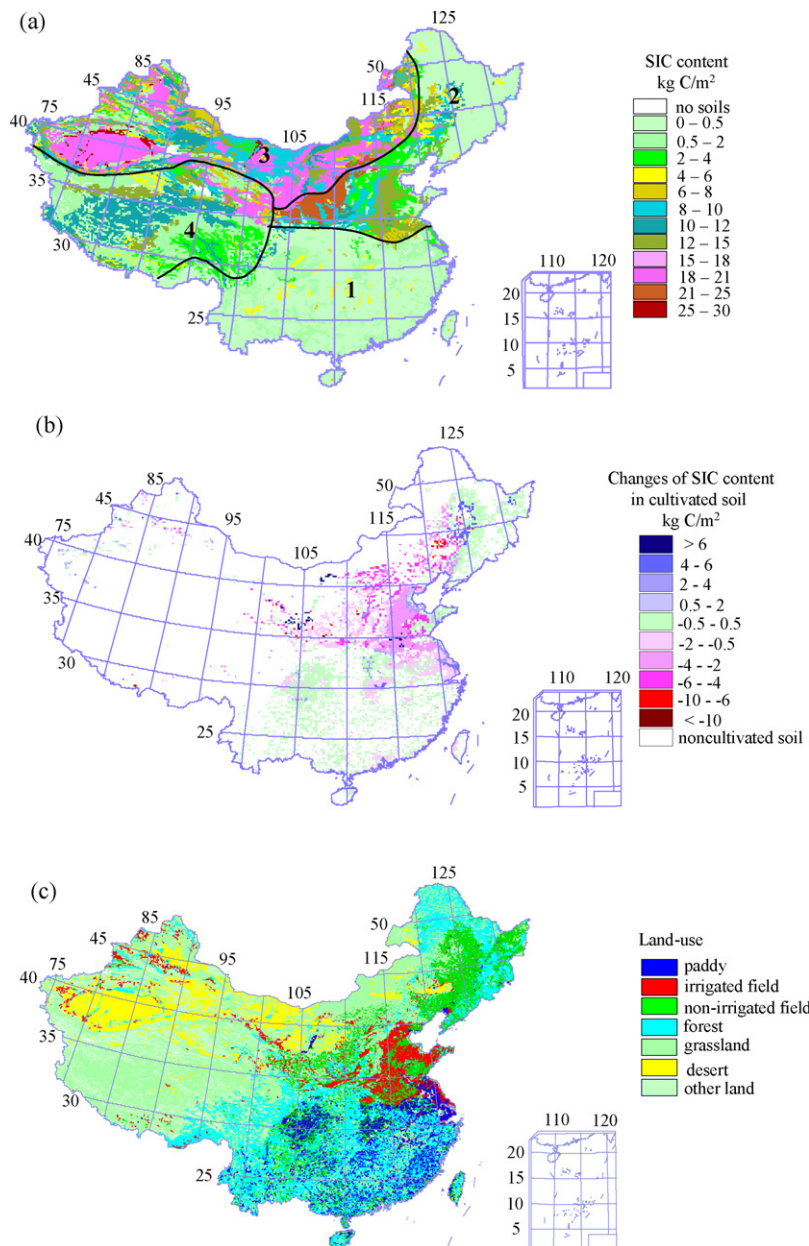 (a)
125
85
45
75
40
35
30
25
95
50
115
105
1
2
3
4
SIC content
kg C/m²
no soils
0 – 0.5
0.5 – 2
2 – 4
4 – 6
6 – 8
8 – 10
10 – 12
12 – 15
15 – 18
18 – 21
21 – 25
25 – 30
110 120
20
15
10
5
(b)
125
85
45
75
40
35
30
25
95
50
115
105
Changes of SIC content
in cultivated soil
kg C/m²
> 6
4 - 6
2 - 4
0.5 - 2
-0.5 - 0.5
-2 - -0.5
-4 - -2
-6 - -4
-10 - -6
< -10
noncultivated soil
110 120
20
15
10
5
(c)
125
85
45
75
40
35
30
25
95
50
115
105
Land-use
paddy
irrigated field
non-irrigated field
forest
grassland
desert
other land
110 120
20
15
10
5